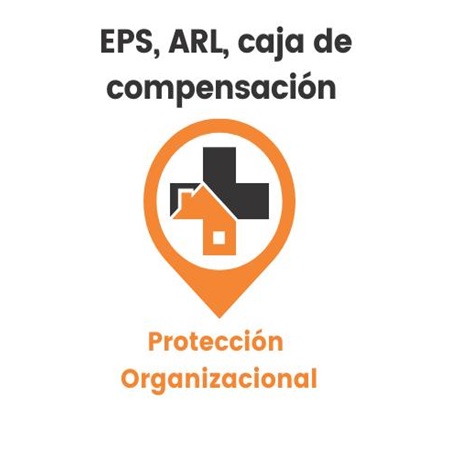 EPS, ARL, caja de
compensación
Protección
Organizacional